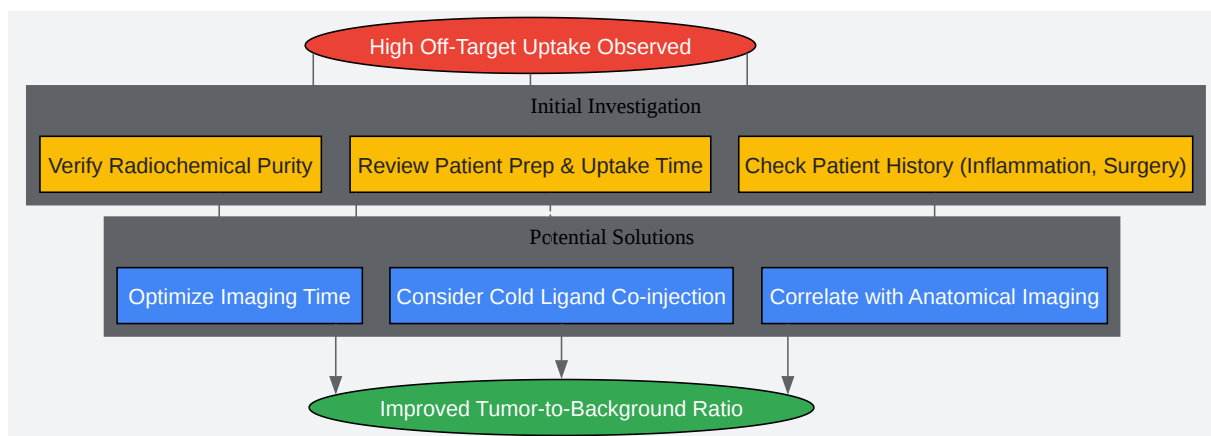 High Off-Target Uptake Observed
Initial Investigation
Verify Radiochemical Purity
Review Patient Prep & Uptake Time
Check Patient History (Inflammation, Surgery)
Potential Solutions
Optimize Imaging Time
Consider Cold Ligand Co-injection
Correlate with Anatomical Imaging
Improved Tumor-to-Background Ratio